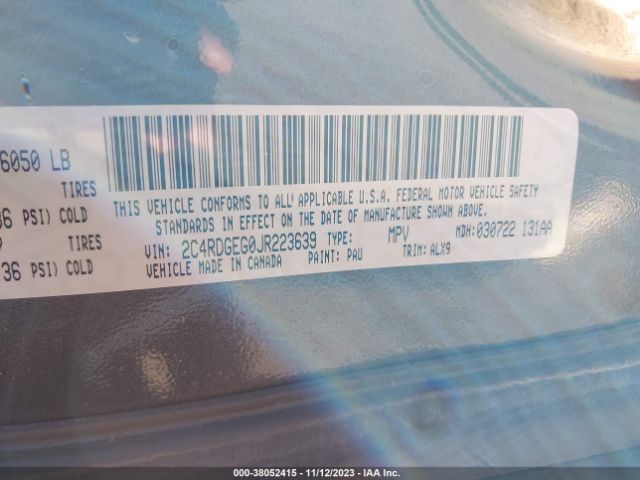 6050 LB
TIRES
36 PSI) COLD
TIRES
36 PSI) COLD
THIS VEHICLE CONFORMS TO ALL APPLICABLE U.S.A. FEDERAL MOTOR VEHICLE SAFETY
STANDARDS IN EFFECT ON THE DATE OF MANUFACTURE SHOWN ABOVE.
VIN: 2C4RDGEG0JR223639 TYPE: MPV MDH: 030722 131AA
VEHICLE MADE IN CANADA PAINT: PAU TRIM: ALX9
000-38052415 - 11/12/2023 - IAA Inc.